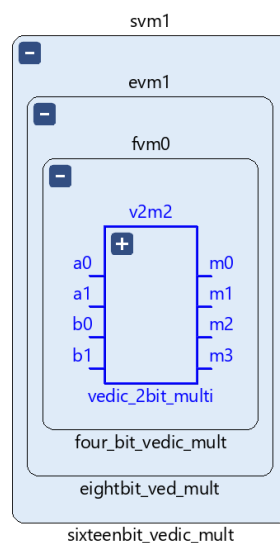 svm1
evm1
fvm0
v2m2
a0 m0
a1 m1
b0 m2
b1 m3
vedic_2bit_multi
four_bit_vedic_mult
eightbit_ved_mult
sixteenbit_vedic_mult